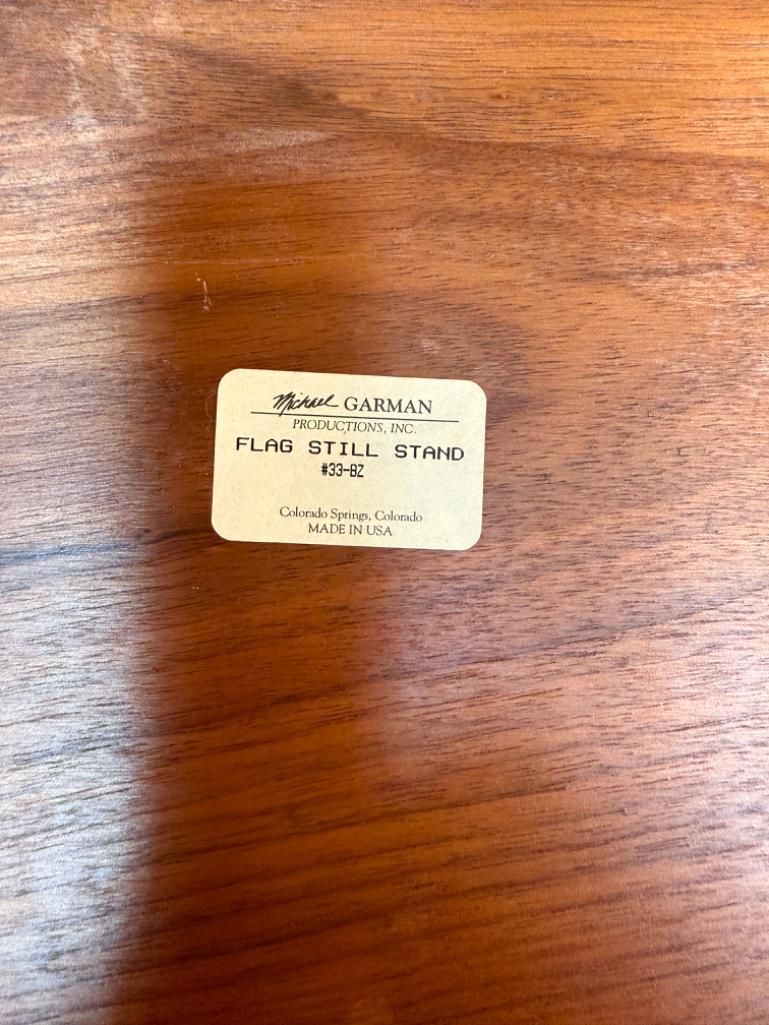 Michael GARMAN
PRODUCTIONS, INC.
FLAG STILL STAND
#33-BZ
Colorado Springs, Colorado
MADE IN USA